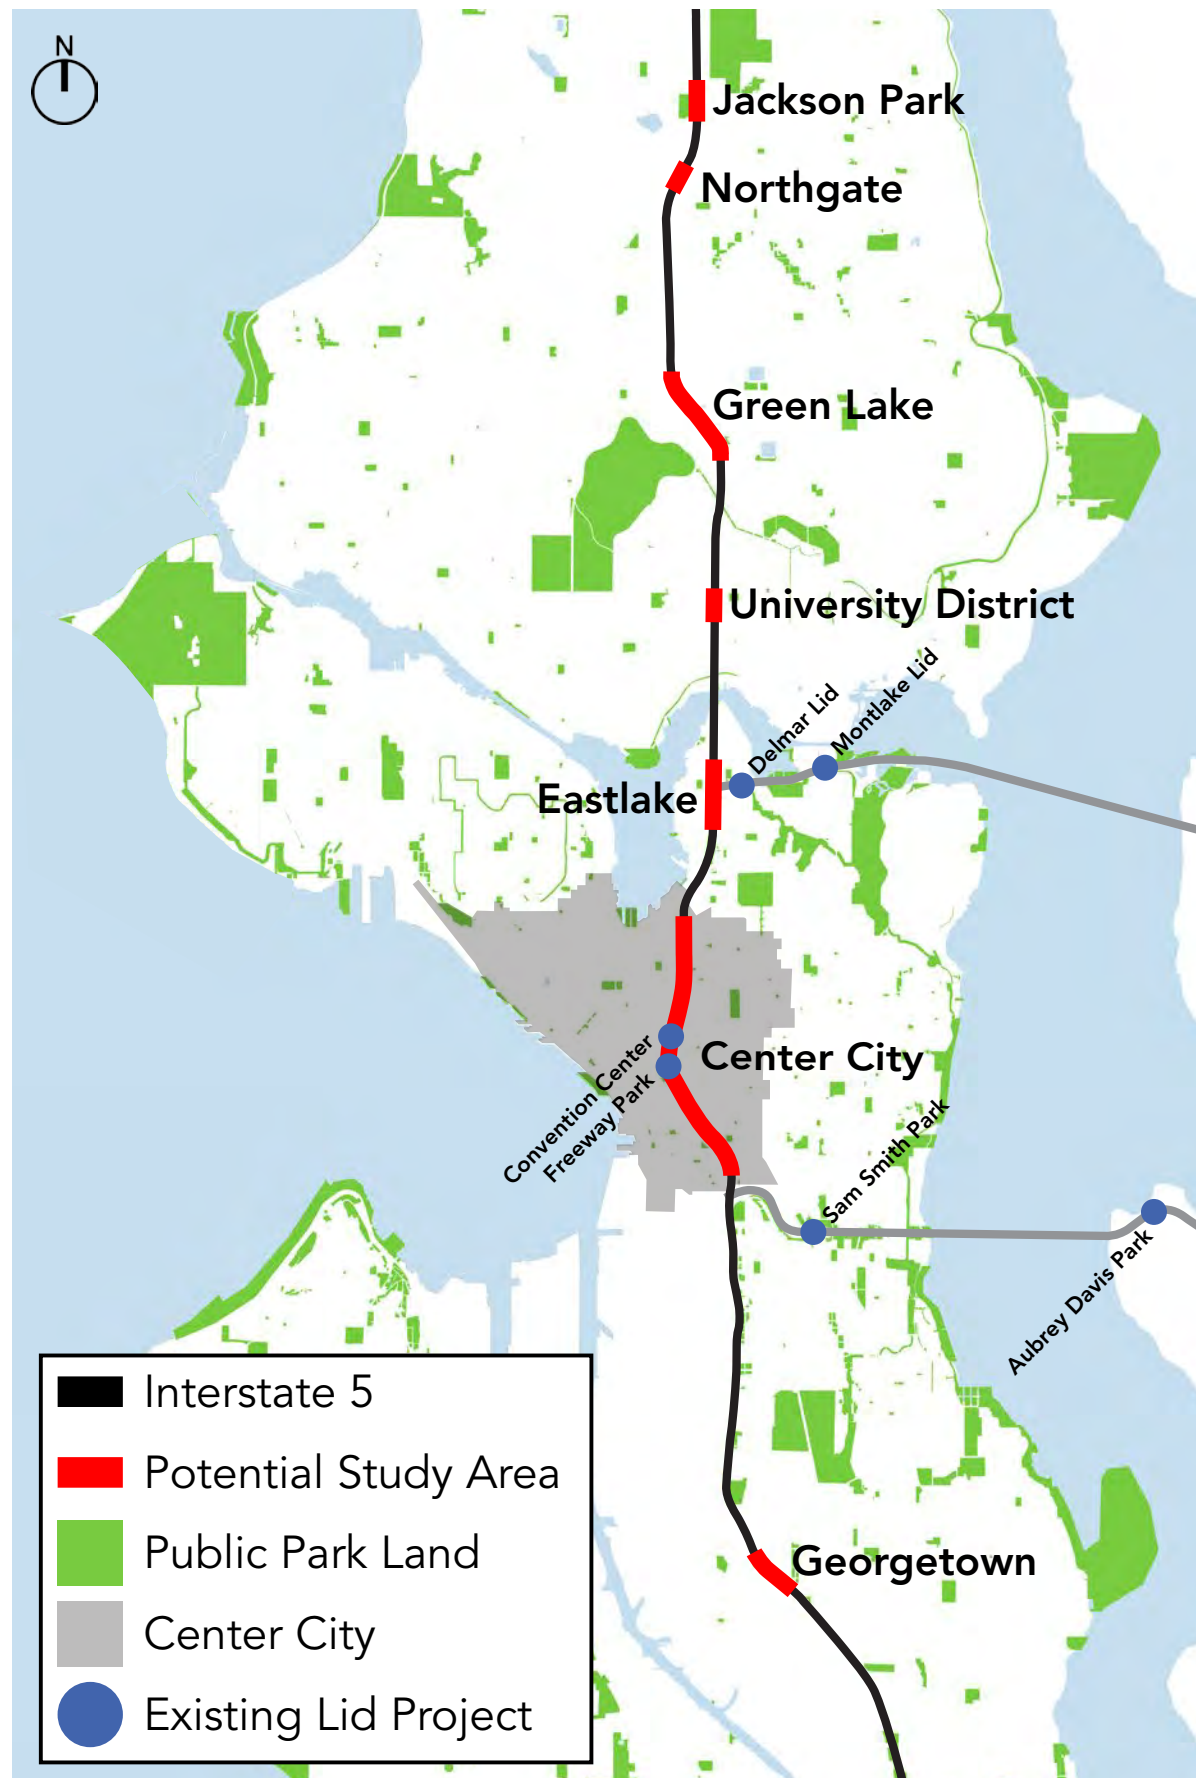 N
Jackson Park
Northgate
Green Lake
University District
Delmar Lid
Montlake Lid
Eastlake
Convention Center
Freeway Park
Center City
Sam Smith Park
Aubrey Davis Park
Georgetown
Interstate 5
Potential Study Area
Public Park Land
Center City
Existing Lid Project